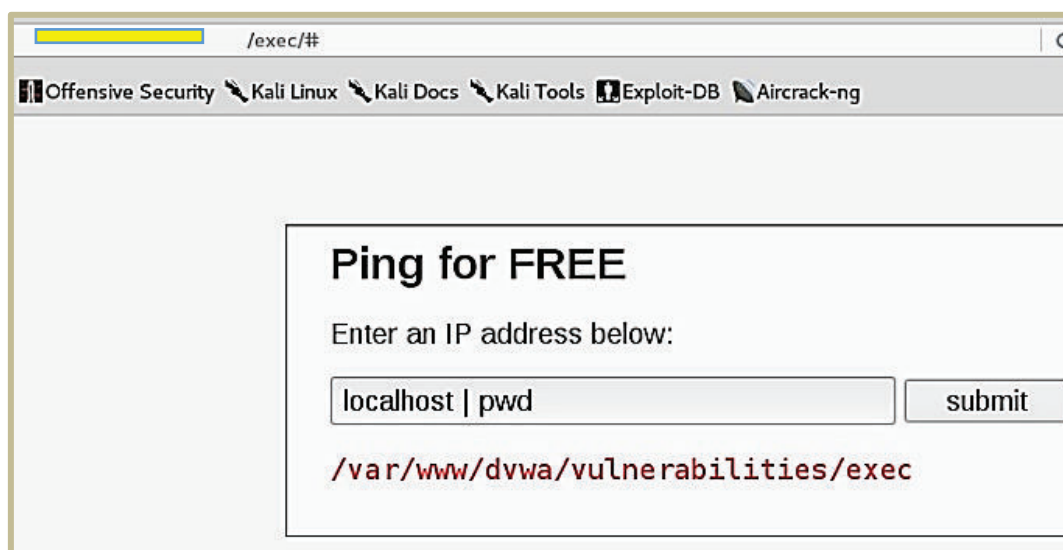 /exec/#
Offensive Security Kali Linux Kali Docs Kali Tools Exploit-DB Aircrack-ng
Ping for FREE
Enter an IP address below:
localhost | pwd submit
/var/www/dvwa/vulnerabilities/exec